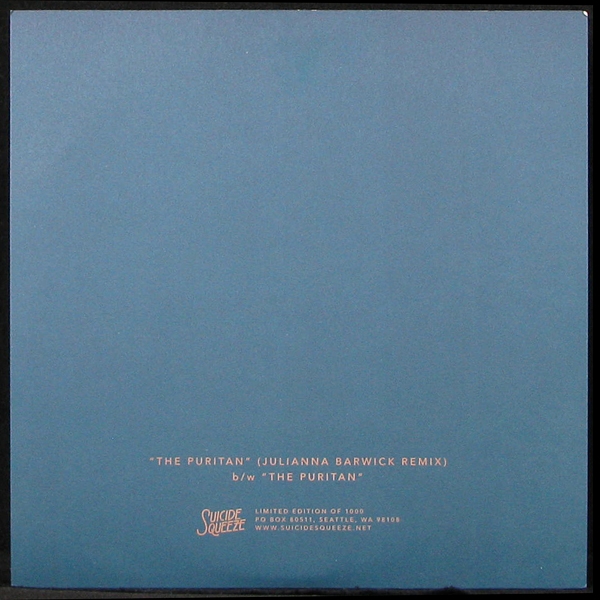 "THE PURITAN" (JULIANNA BARWICK REMIX)
b/w "THE PURITAN"
SUICIDE
SQUEEZE
LIMITED EDITION OF 1000
PO BOX 80511, SEATTLE, WA 98108
WWW.SUICIDESQUEEZE.NET